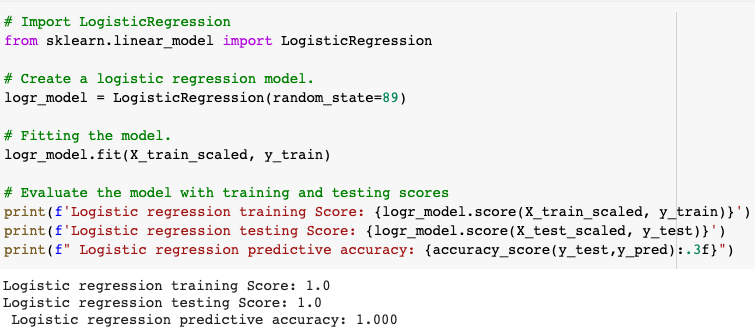 # Import LogisticRegression
from sklearn.linear_model import LogisticRegression
# Create a logistic regression model.
logr_model = LogisticRegression(random_state=89)
# Fitting the model.
logr_model.fit(X_train_scaled, y_train)
# Evaluate the model with training and testing scores
print(f'Logistic regression training Score: {logr_model.score(X_train_scaled, y_train)}')
print(f'Logistic regression testing Score: {logr_model.score(X_test_scaled, y_test)}')
print(f" Logistic regression predictive accuracy: {accuracy_score(y_test,y_pred):.3f}")
Logistic regression training Score: 1.0
Logistic regression testing Score: 1.0
 Logistic regression predictive accuracy: 1.000